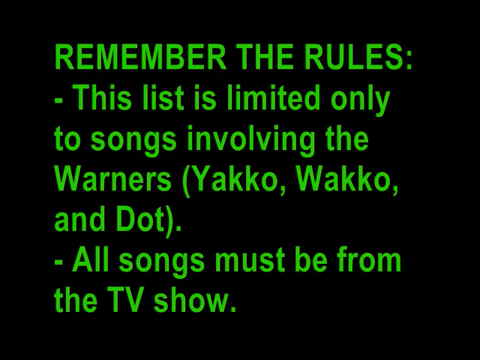 REMEMBER THE RULES:
- This list is limited only
to songs involving the
Warners (Yakko, Wakko,
and Dot).
- All songs must be from
the TV show.